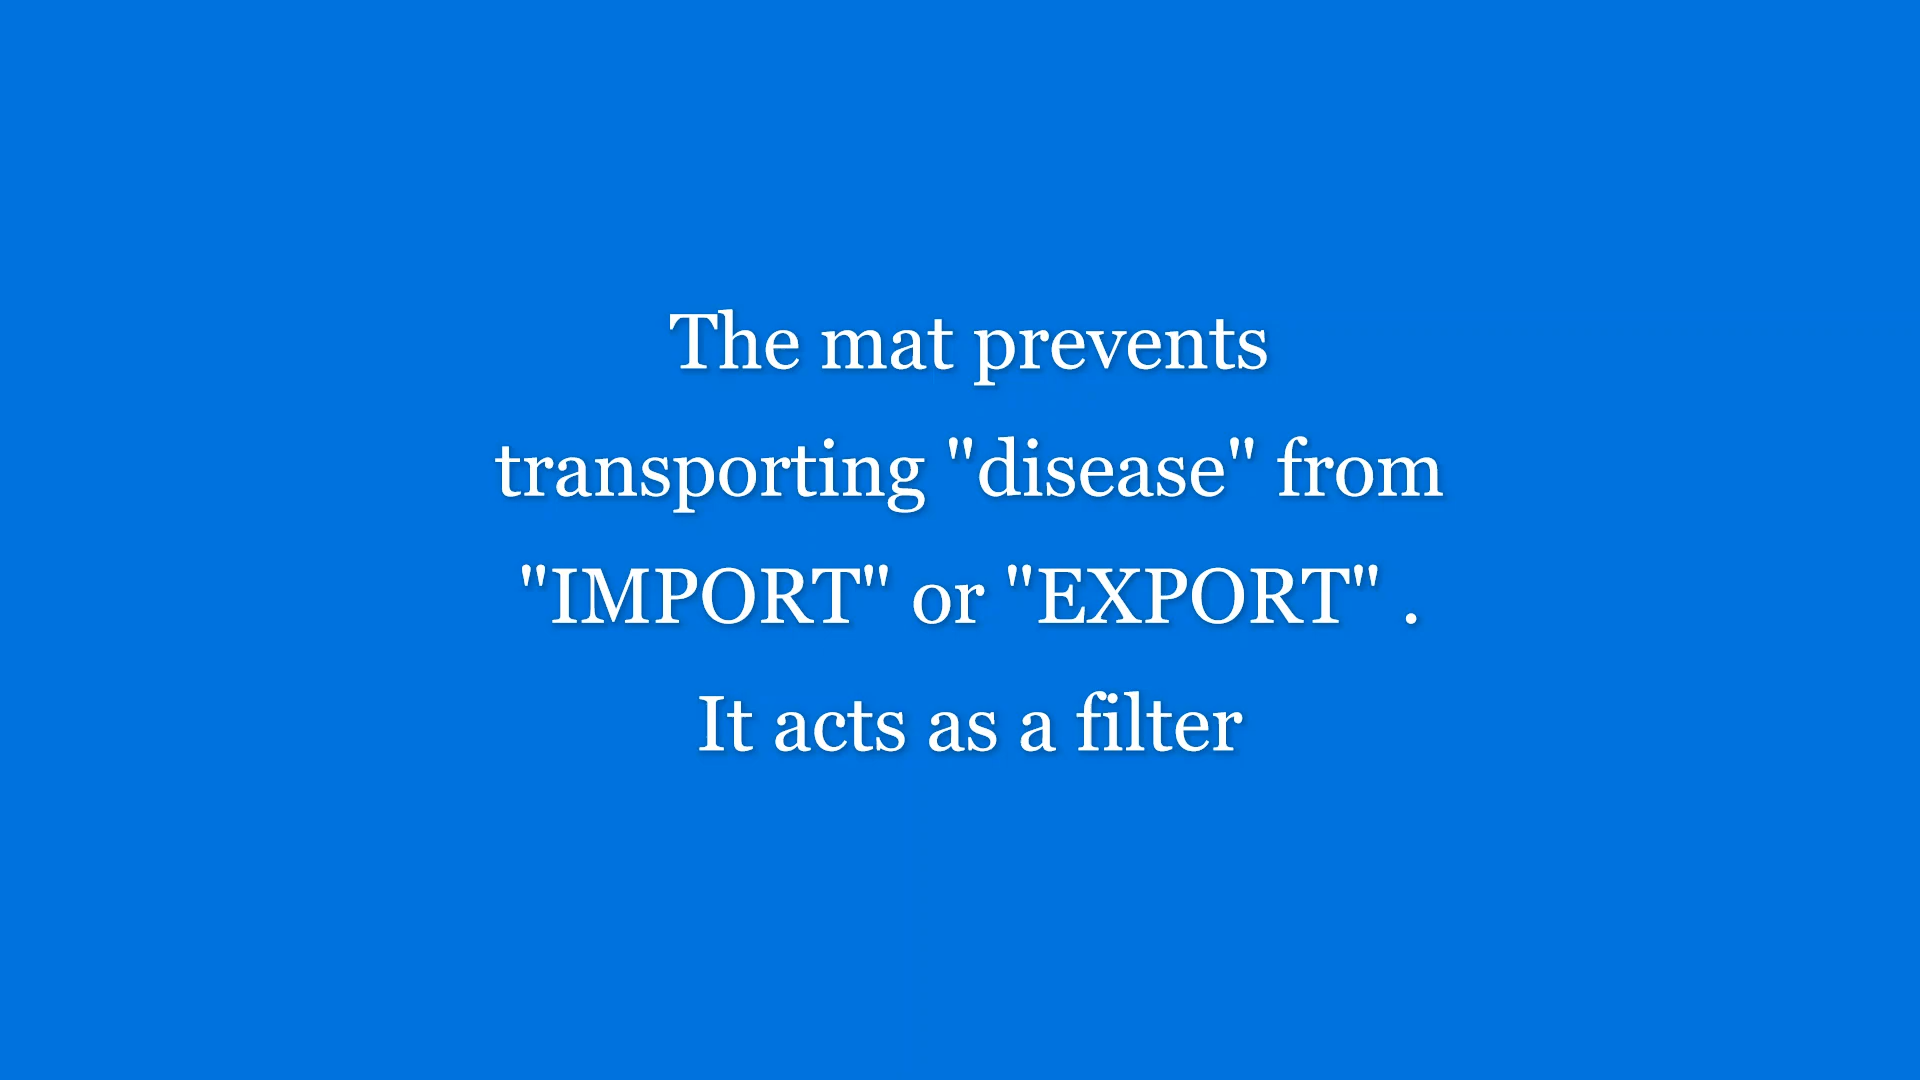 The mat prevents
transporting "disease" from
"IMPORT" or "EXPORT" .
It acts as a filter